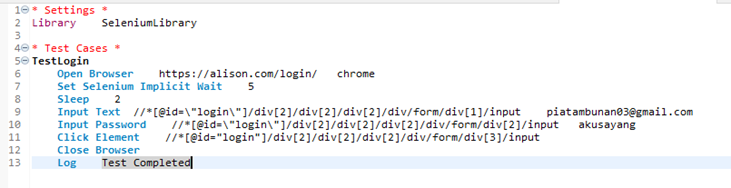 1 * Settings *
2 Library    SeleniumLibrary
3
4 * Test Cases *
5 TestLogin
6 Open Browser    https://alison.com/login/    chrome
7 Set Selenium Implicit Wait    5
8 Sleep    2
9 Input Text    //*[@id=\"login\"]/div[2]/div[2]/div[2]/div/form/div[1]/input    piatambunan03@gmail.com
10 Input Password    //*[@id=\"login\"]/div[2]/div[2]/div[2]/div/form/div[2]/input    akusayang
11 Click Element    //*[@id="login"]/div[2]/div[2]/div[2]/div/form/div[3]/input
12 Close Browser
13 Log    Test Completed